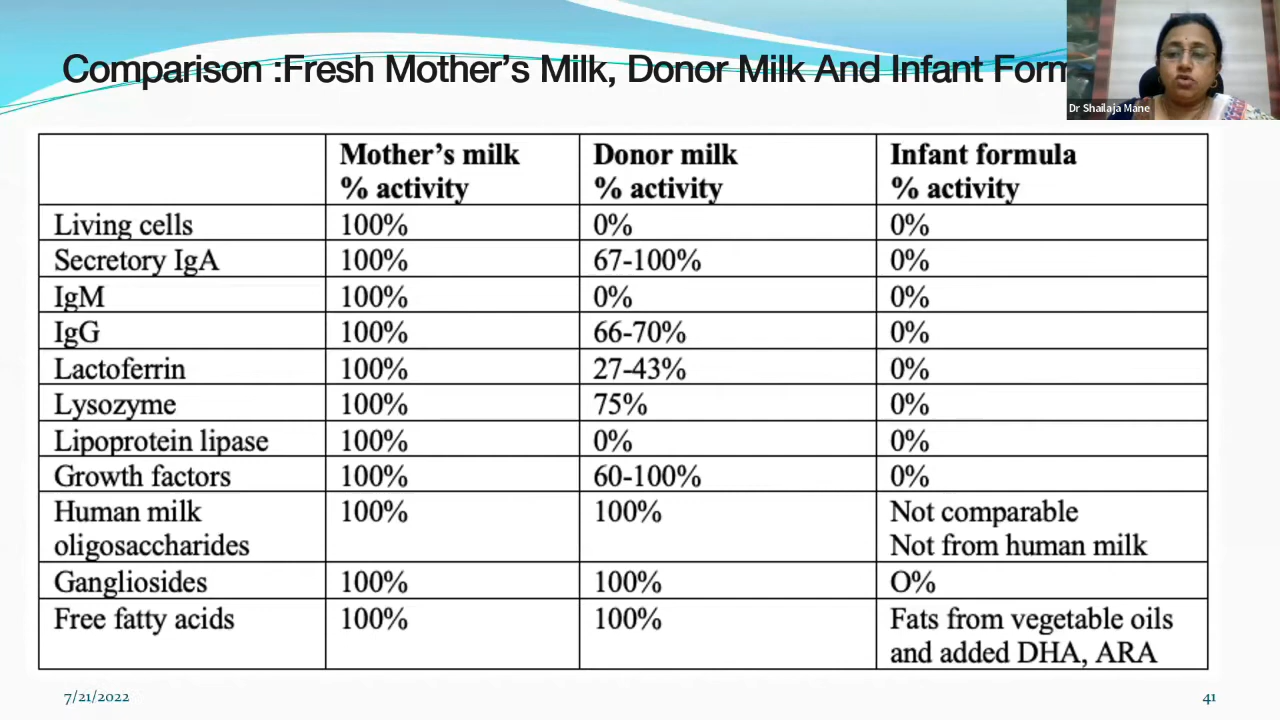 Comparison :Fresh Mother’s Milk, Donor Milk And Infant Form
Dr Shailaja Mane
Mother’s milk % activity Donor milk % activity Infant formula % activity
Living cells 100% 0% 0%
Secretory IgA 100% 67-100% 0%
IgM 100% 0% 0%
IgG 100% 66-70% 0%
Lactoferrin 100% 27-43% 0%
Lysozyme 100% 75% 0%
Lipoprotein lipase 100% 0% 0%
Growth factors 100% 60-100% 0%
Human milk 100% 100% Not comparable
oligosaccharides Not from human milk
Gangliosides 100% 100% O%
Free fatty acids 100% 100% Fats from vegetable oils
and added DHA, ARA
7/21/2022 41